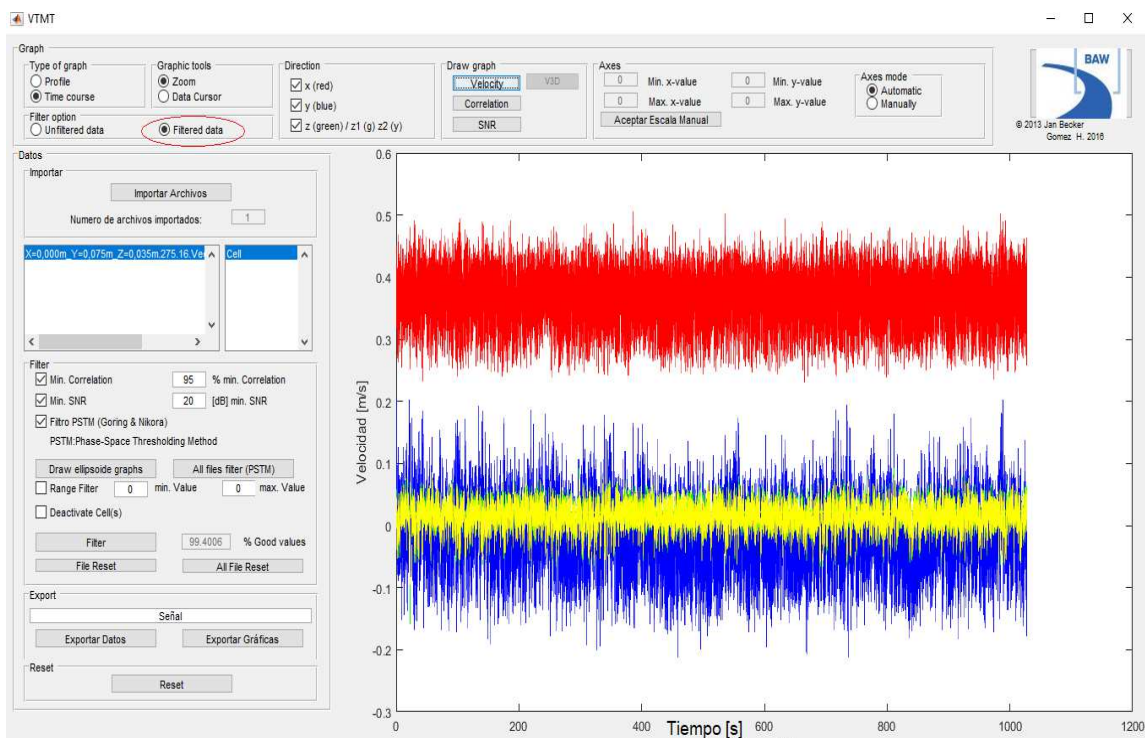 VTMT
Graph
Type of graph
Profile
Time course
Graphic tools
Zoom
Data Cursor
Filter option
Unfiltered data
Filtered data
Direction
x (red)
y (blue)
z (green) / z1 (g) z2 (y)
Draw graph
Velocity
V3D
Correlation
SNR
Axes
0 Min. x-value 0 Min. y-value
0 Max. x-value 0 Max. y-value
Aceptar Escala Manual
Axes mode
Automatic
Manually
BAW
© 2013 Jan Becker
Gomez H. 2016
Datos
Importar
Importar Archivos
Numero de archivos importados: 1
X=0,000m_Y=0,075m_Z=0,035m.275.16.Ve
Cell
Filter
Min. Correlation 95 % min. Correlation
Min. SNR 20 [dB] min. SNR
Filtro PSTM (Goring & Nikora)
PSTM:Phase-Space Thresholding Method
Draw ellipsoide graphs All files filter (PSTM)
Range Filter 0 min. Value 0 max. Value
Deactivate Cell(s)
Filter 99.4006 % Good values
File Reset All File Reset
Export
Señal
Exportar Datos Exportar Gráficas
Reset
Reset
0.6
0.5
0.4
0.3
0.2
0.1
0
-0.1
-0.2
-0.3
Velocidad [m/s]
0 200 400 600 800 1000 1200
Tiempo [s]